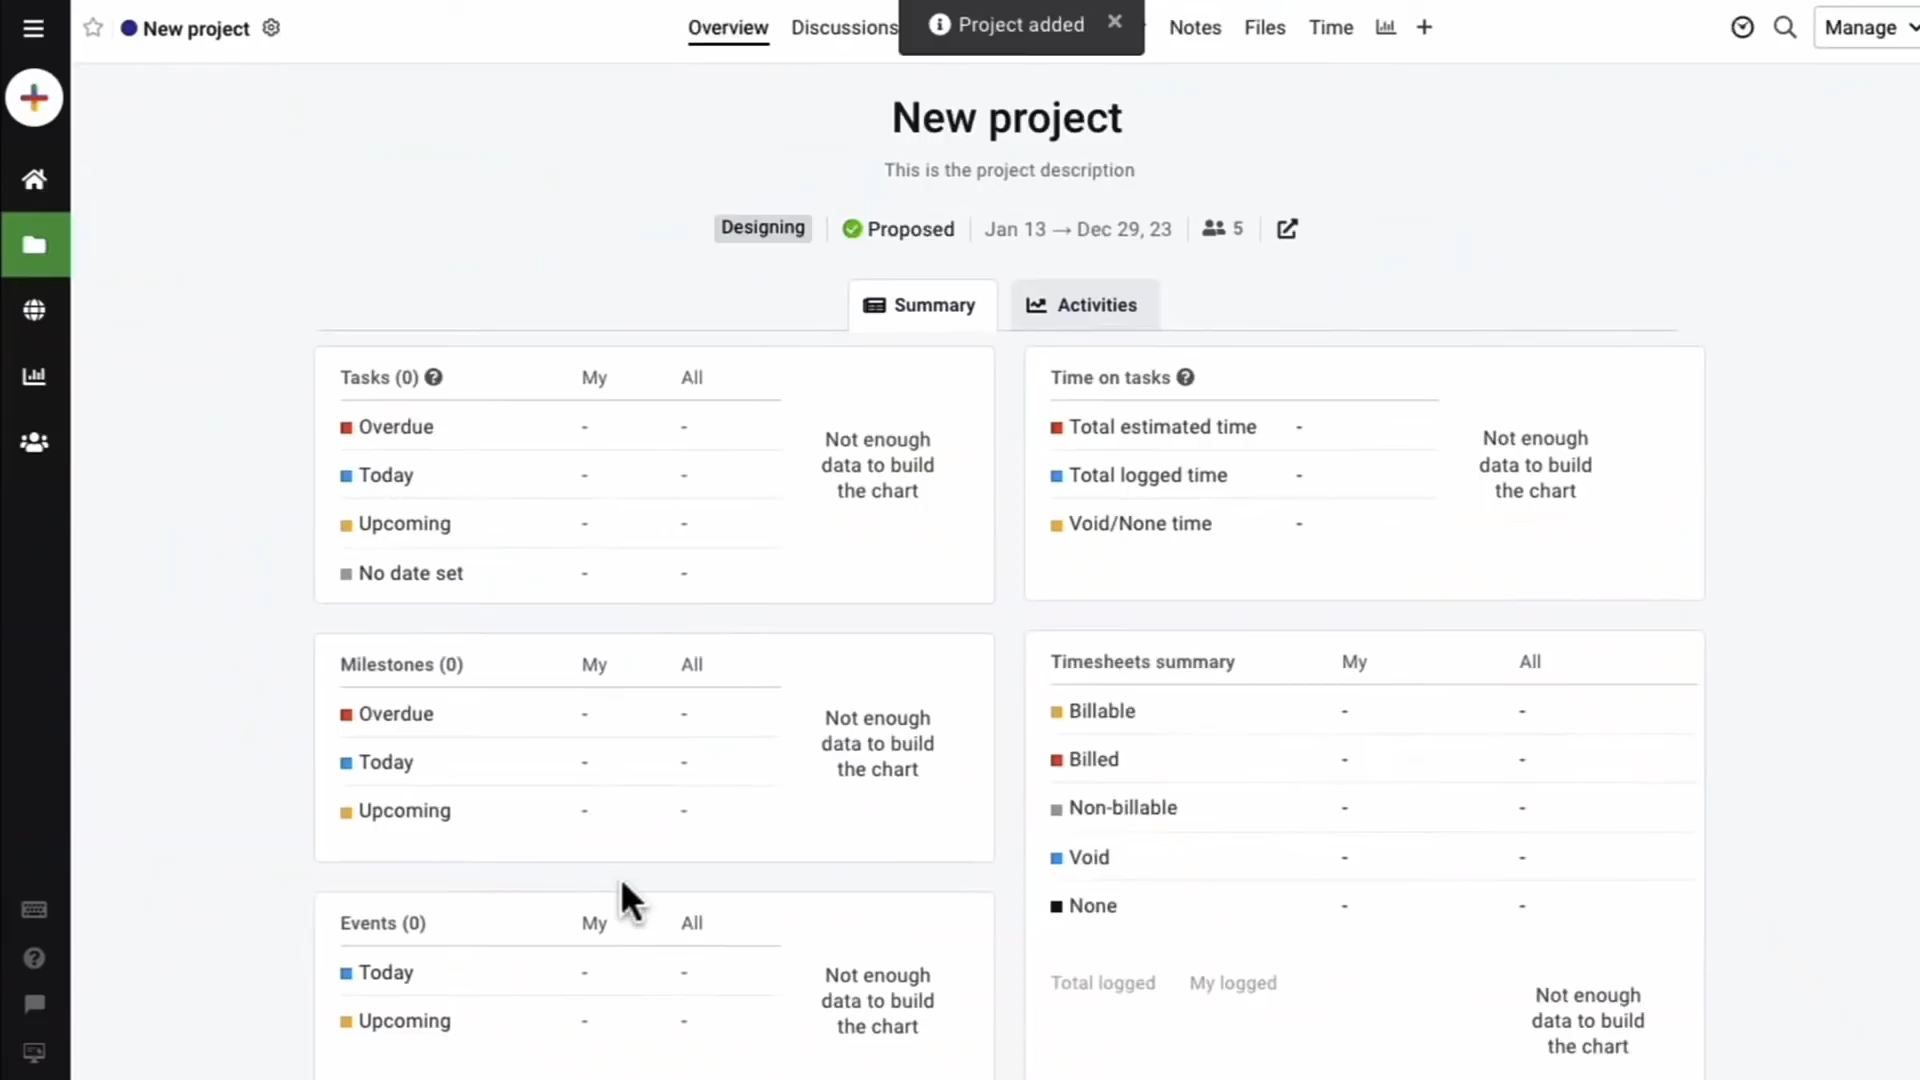 New project
Overview
Discussions
Project added
Notes
Files
Time
Manage
New project
This is the project description
Designing
Proposed
Jan 13 → Dec 29, 23
5
Summary
Activities
Tasks (0) My All
Overdue - -
Today - -
Upcoming - -
No date set - -
Not enough
data to build
the chart
Time on tasks
Total estimated time -
Total logged time -
Void/None time -
Not enough
data to build
the chart
Milestones (0) My All
Overdue - -
Today - -
Upcoming - -
Not enough
data to build
the chart
Timesheets summary My All
Billable - -
Billed - -
Non-billable - -
Void - -
None - -
Total logged My logged
Not enough
data to build
the chart
Events (0) My All
Today - -
Upcoming - -
Not enough
data to build
the chart